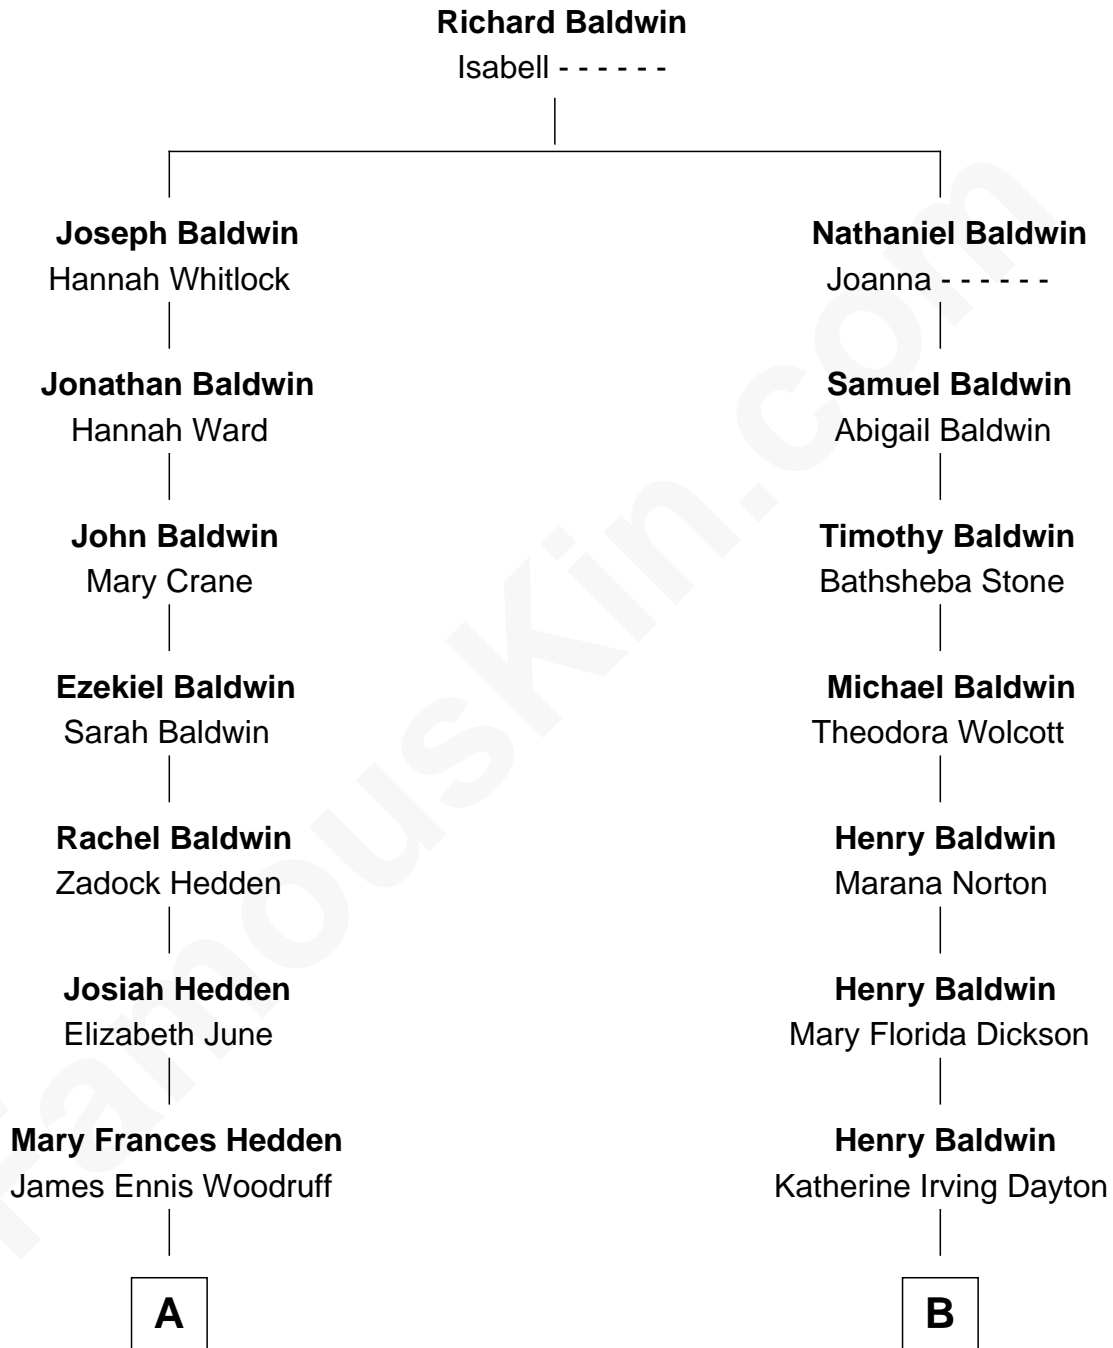 Richard Baldwin
Isabell - - - - - -
Joseph Baldwin
Hannah Whitlock
Nathaniel Baldwin
Joanna - - - - - -
Jonathan Baldwin
Hannah Ward
Samuel Baldwin
Abigail Baldwin
John Baldwin
Mary Crane
Timothy Baldwin
Bathsheba Stone
Ezekiel Baldwin
Sarah Baldwin
Michael Baldwin
Theodora Wolcott
Rachel Baldwin
Zadock Hedden
Henry Baldwin
Marana Norton
Josiah Hedden
Elizabeth June
Henry Baldwin
Mary Florida Dickson
Mary Frances Hedden
James Ennis Woodruff
Henry Baldwin
Katherine Irving Dayton
A
B
FamousKin.com